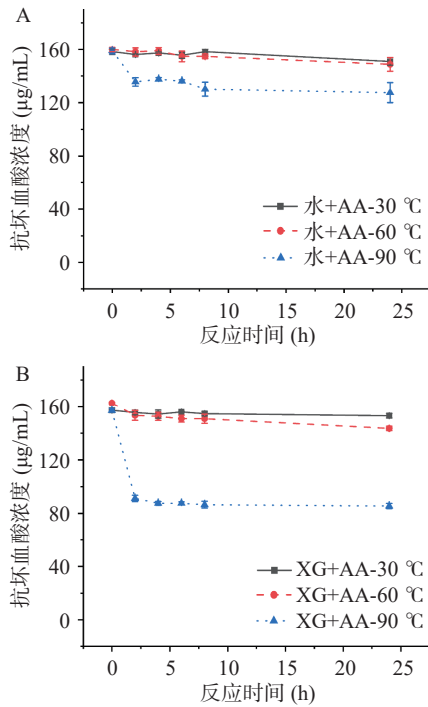 A
160
120
80
40
0
抗坏血酸浓度 (μg/mL)
水+AA-30 ℃
水+AA-60 ℃
水+AA-90 ℃
0 5 10 15 20 25
反应时间 (h)
B
160
120
80
40
0
抗坏血酸浓度 (μg/mL)
XG+AA-30 ℃
XG+AA-60 ℃
XG+AA-90 ℃
0 5 10 15 20 25
反应时间 (h)